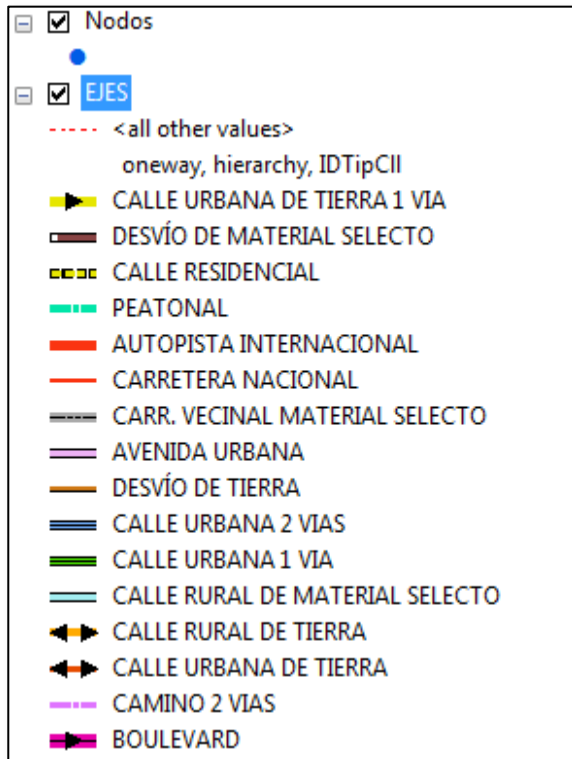 Nodos
EJES
<all other values>
oneway, hierarchy, IDTipCll
CALLE URBANA DE TIERRA 1 VIA
DESVÍO DE MATERIAL SELECTO
CALLE RESIDENCIAL
PEATONAL
AUTOPISTA INTERNACIONAL
CARRETERA NACIONAL
CARR. VECINAL MATERIAL SELECTO
AVENIDA URBANA
DESVÍO DE TIERRA
CALLE URBANA 2 VIAS
CALLE URBANA 1 VIA
CALLE RURAL DE MATERIAL SELECTO
CALLE RURAL DE TIERRA
CALLE URBANA DE TIERRA
CAMINO 2 VIAS
BOULEVARD